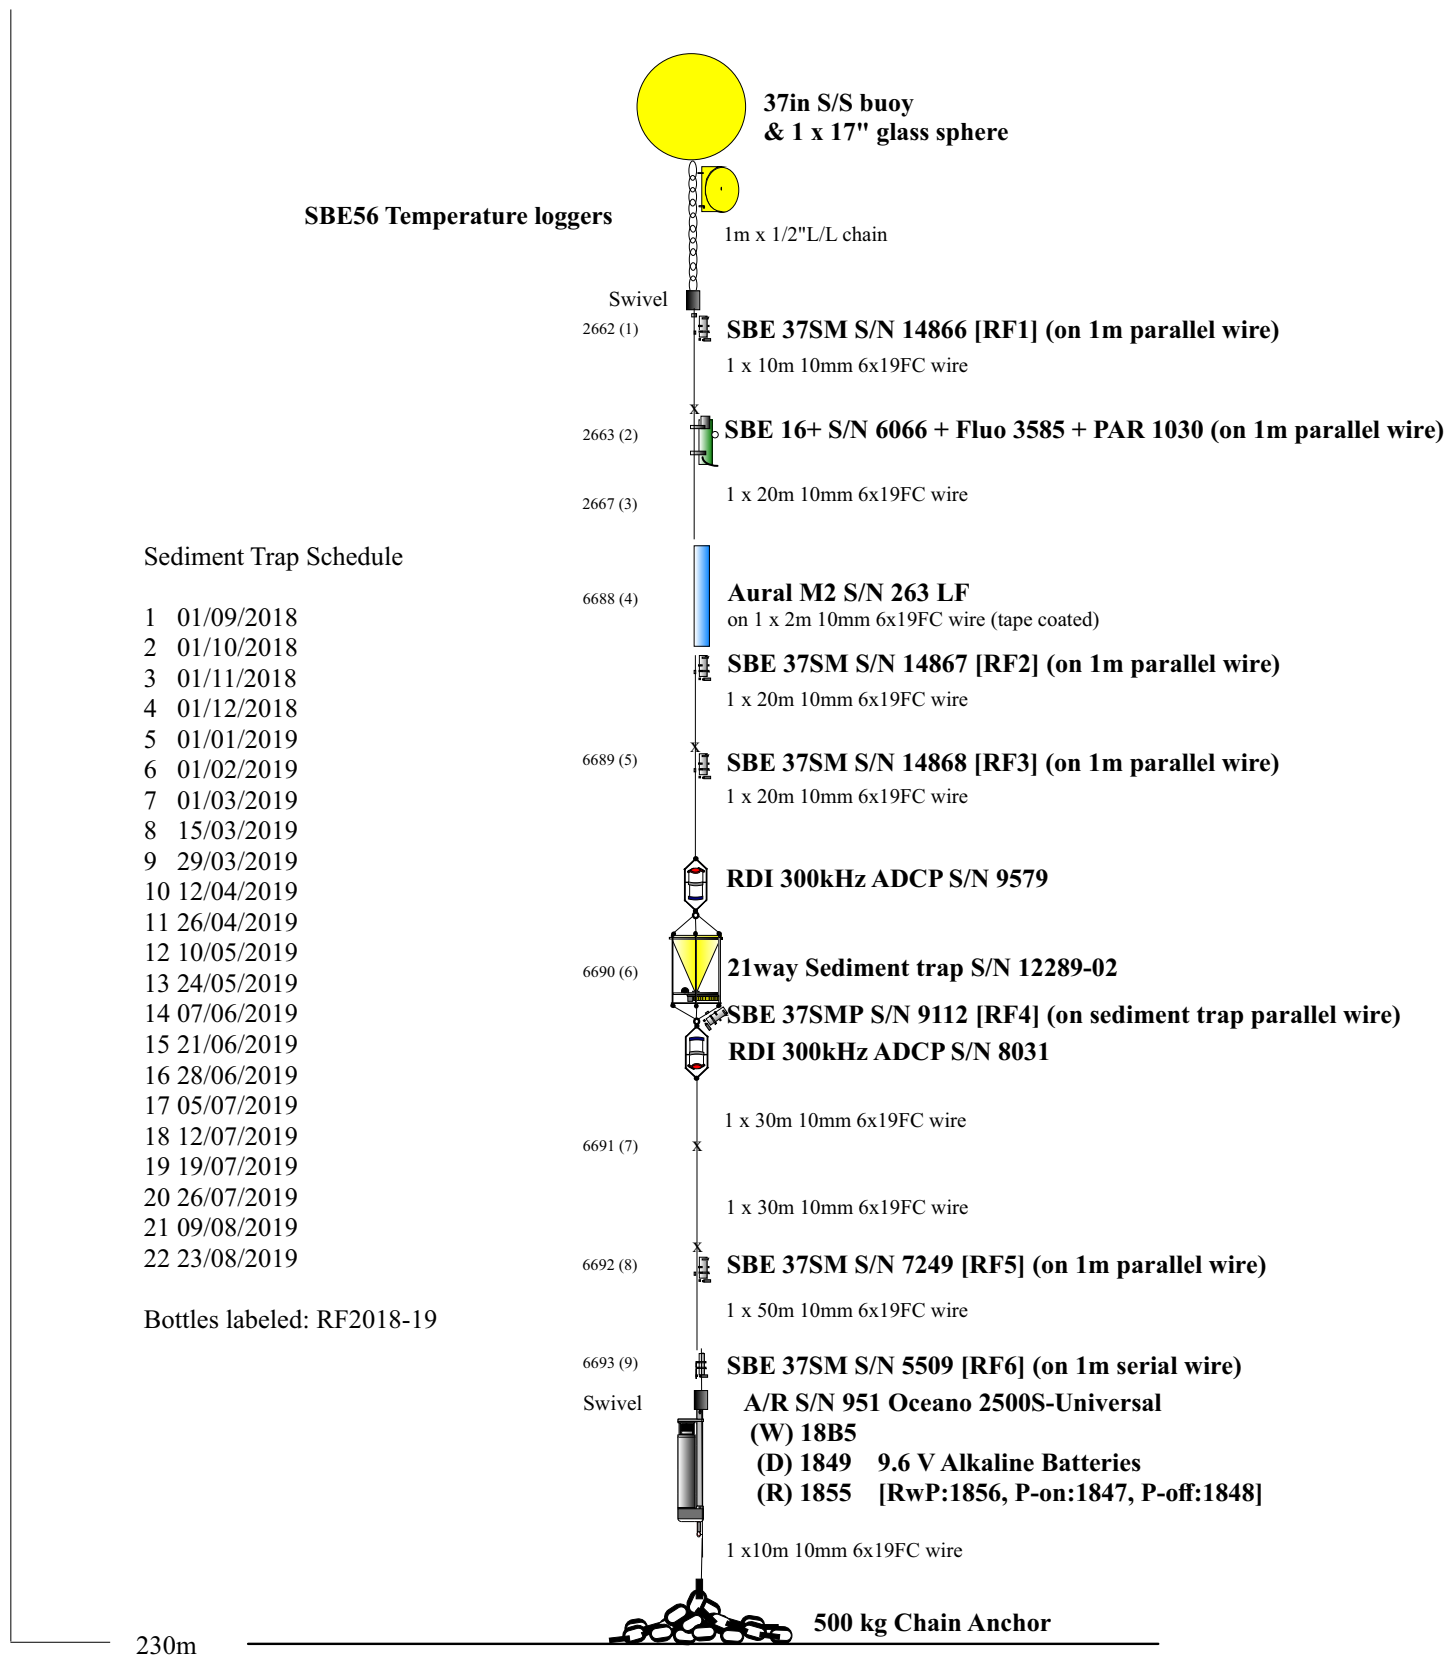 37in S/S buoy
& 1 x 17" glass sphere
SBE56 Temperature loggers
1m x 1/2"L/L chain
Swivel
2662 (1)
SBE 37SM S/N 14866 [RF1] (on 1m parallel wire)
1 x 10m 10mm 6x19FC wire
x
2663 (2)
SBE 16+ S/N 6066 + Fluo 3585 + PAR 1030 (on 1m parallel wire)
1 x 20m 10mm 6x19FC wire
2667 (3)
6688 (4)
Aural M2 S/N 263 LF
on 1 x 2m 10mm 6x19FC wire (tape coated)
SBE 37SM S/N 14867 [RF2] (on 1m parallel wire)
1 x 20m 10mm 6x19FC wire
x
6689 (5)
SBE 37SM S/N 14868 [RF3] (on 1m parallel wire)
1 x 20m 10mm 6x19FC wire
RDI 300kHz ADCP S/N 9579
6690 (6)
21way Sediment trap S/N 12289-02
SBE 37SMP S/N 9112 [RF4] (on sediment trap parallel wire)
RDI 300kHz ADCP S/N 8031
1 x 30m 10mm 6x19FC wire
6691 (7)
x
1 x 30m 10mm 6x19FC wire
x
6692 (8)
SBE 37SM S/N 7249 [RF5] (on 1m parallel wire)
1 x 50m 10mm 6x19FC wire
6693 (9)
SBE 37SM S/N 5509 [RF6] (on 1m serial wire)
Swivel
A/R S/N 951 Oceano 2500S-Universal
(W) 18B5
(D) 1849 9.6 V Alkaline Batteries
(R) 1855 [RwP:1856, P-on:1847, P-off:1848]
1 x10m 10mm 6x19FC wire
500 kg Chain Anchor
230m
Sediment Trap Schedule
1 01/09/2018
2 01/10/2018
3 01/11/2018
4 01/12/2018
5 01/01/2019
6 01/02/2019
7 01/03/2019
8 15/03/2019
9 29/03/2019
10 12/04/2019
11 26/04/2019
12 10/05/2019
13 24/05/2019
14 07/06/2019
15 21/06/2019
16 28/06/2019
17 05/07/2019
18 12/07/2019
19 19/07/2019
20 26/07/2019
21 09/08/2019
22 23/08/2019
Bottles labeled: RF2018-19